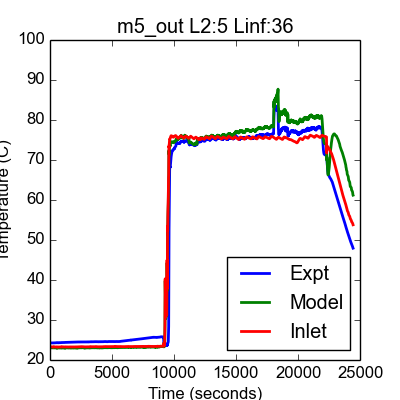 m5_out L2:5 Linf:36
100
90
80
70
60
50
40
30
20
Temperature (C)
Expt
Model
Inlet
0 5000 10000 15000 20000 25000
Time (seconds)